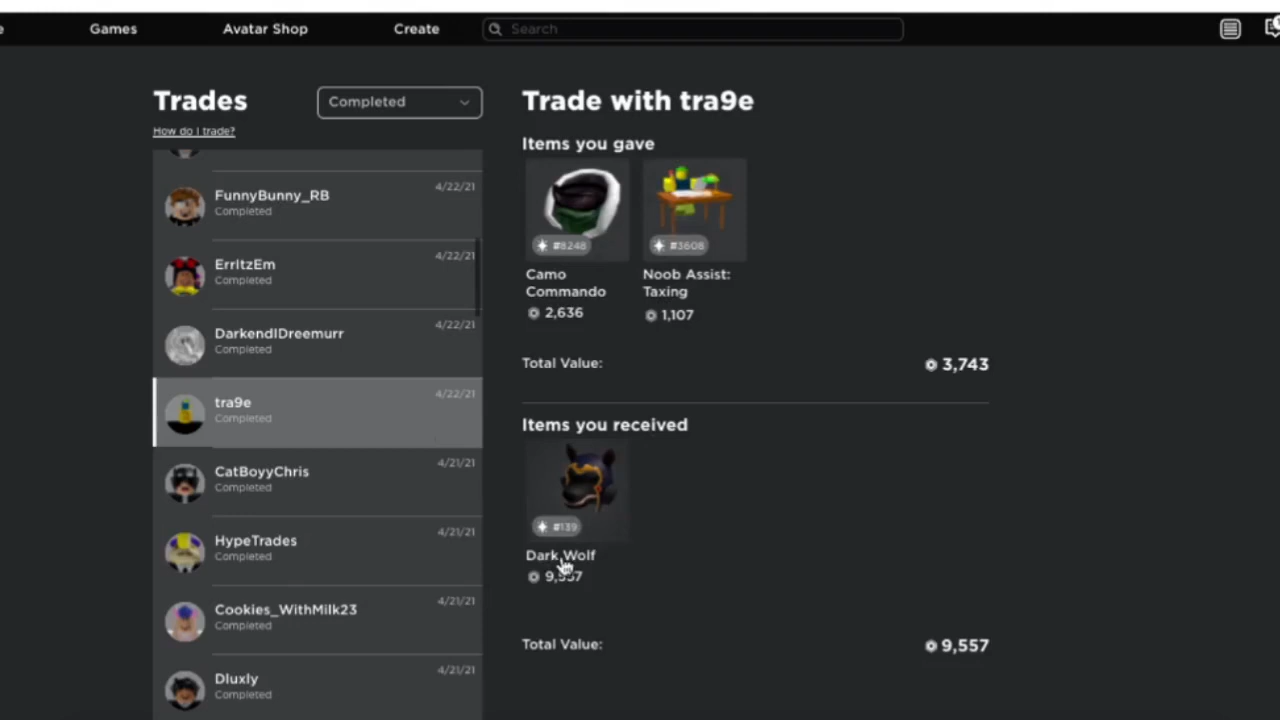 e
Games
Avatar Shop
Create
Search
Trades
Completed
How do I trade?
FunnyBunny_RB
4/22/21
Completed
ErrItzEm
4/22/21
Completed
DarkendIDreemurr
4/22/21
Completed
tra9e
4/22/21
Completed
CatBoyyChris
4/21/21
Completed
HypeTrades
4/21/21
Completed
Cookies_WithMilk23
4/21/21
Completed
Dluxly
4/21/21
Completed
Trade with tra9e
Items you gave
#8248
#3608
Camo
Commando
2,636
Noob Assist:
Taxing
1,107
Total Value:
3,743
Items you received
#139
Dark Wolf
Total Value:
9,557